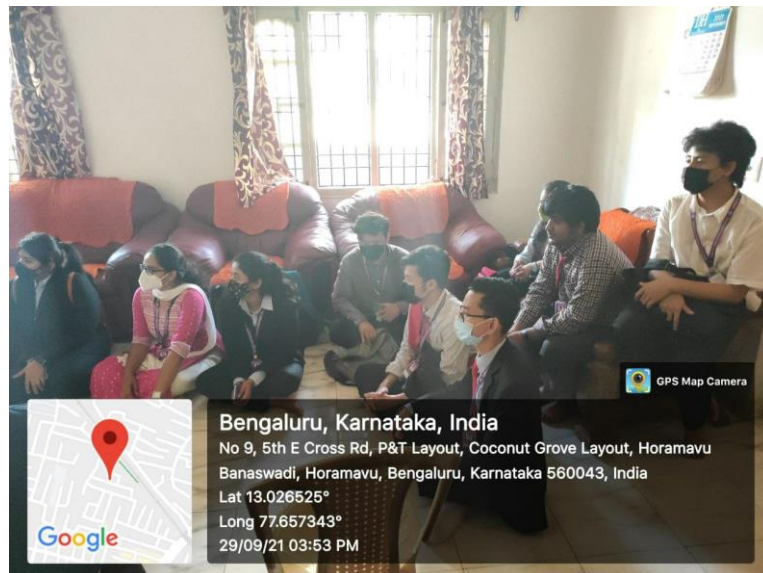 GPS Map Camera
Bengaluru, Karnataka, India
No 9, 5th E Cross Rd, P&T Layout, Coconut Grove Layout, Horamavu
Banaswadi, Horamavu, Bengaluru, Karnataka 560043, India
Lat 13.026525°
Long 77.657343°
29/09/21 03:53 PM
Google